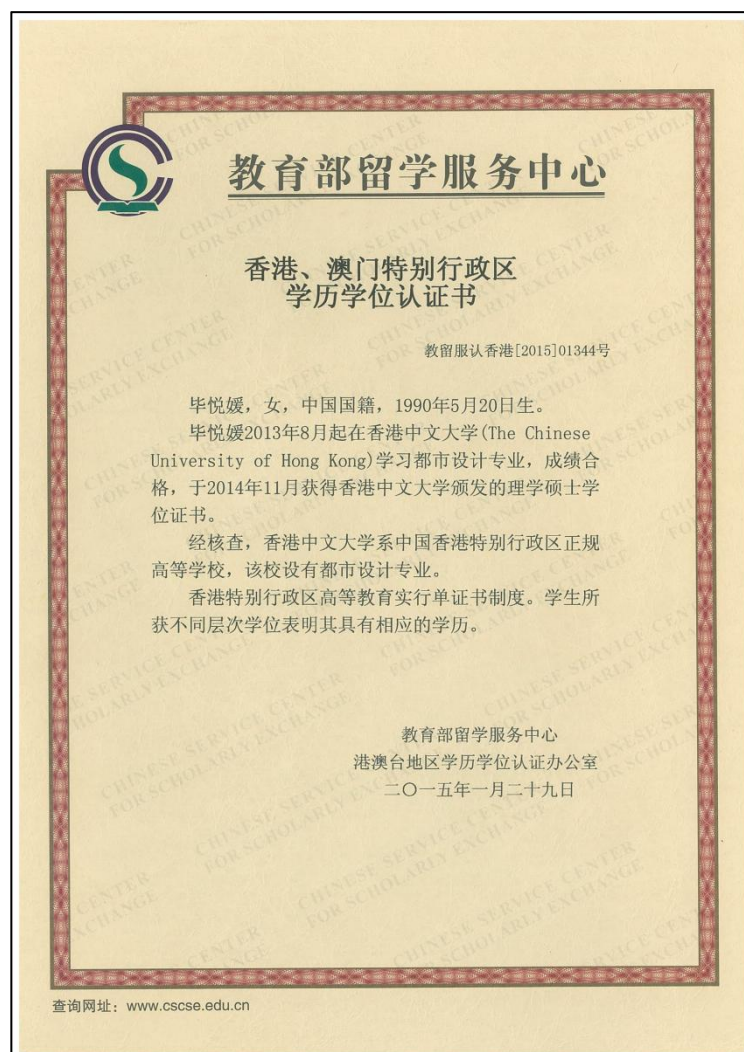 教育部留学服务中心
香港、澳门特别行政区
学历学位认证书
教留服认香港[2015]01344号
毕悦媛，女，中国国籍，1990年5月20日生。
毕悦媛2013年8月起在香港中文大学(The Chinese
University of Hong Kong)学习都市设计专业，成绩合
格，于2014年11月获得香港中文大学颁发的理学硕士学
位证书。
经核查，香港中文大学系中国香港特别行政区正规
高等学校，该校设有都市设计专业。
香港特别行政区高等教育实行单证书制度。学生所
获不同层次学位表明其具有相应的学历。
教育部留学服务中心
港澳台地区学历学位认证办公室
二〇一五年一月二十九日
查询网址：www.cscse.edu.cn
CHINESE SERVICE CENTER
FOR SCHOLARLY EXCHANGE